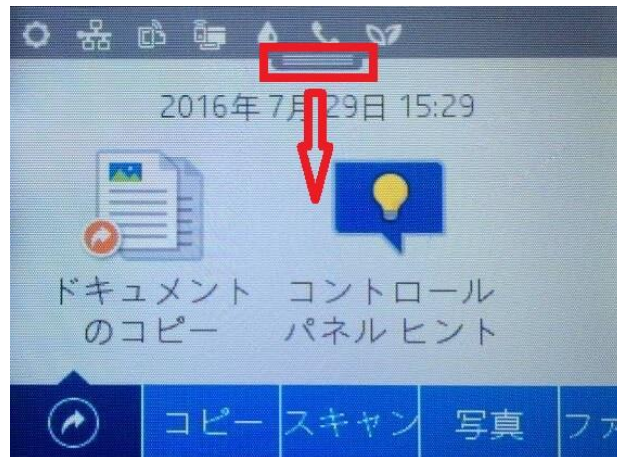 2016年7月29日 15:29
ドキュメント
のコピー
コントロール
パネル ヒント
コピー
スキャン
写真
ファ